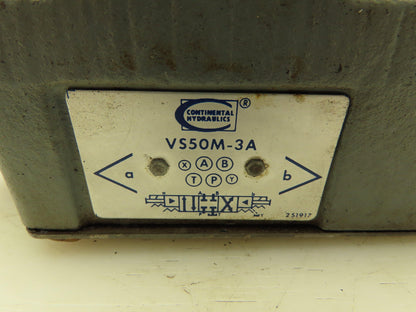 CONTINENTAL ®
HYDRAULICS
VS50M-3A
X A B
a b
T P Y
251917